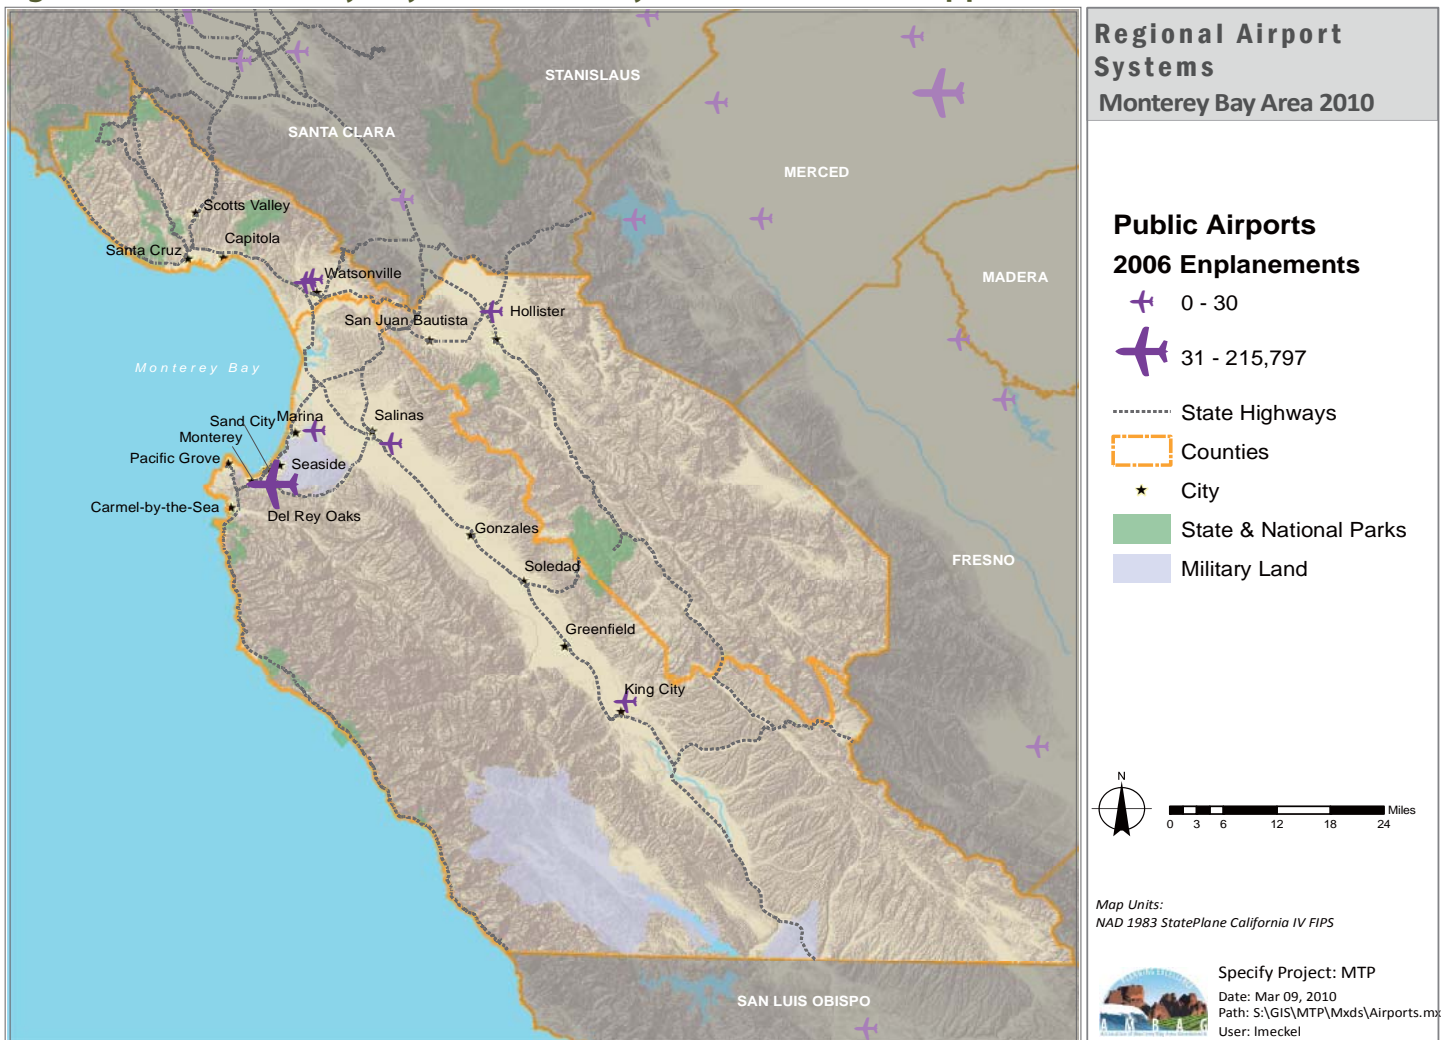 Regional Airport
Systems
Monterey Bay Area 2010
Public Airports
2006 Enplanements
0 - 30
31 - 215,797
State Highways
Counties
City
State & National Parks
Military Land
N
Miles
0 3 6 12 18 24
Map Units:
NAD 1983 StatePlane California IV FIPS
Specify Project: MTP
Date: Mar 09, 2010
Path: S:\GIS\MTP\Mxds\Airports.mx
User: lmeckel
A M B A G
STANISLAUS
SANTA CLARA
MERCED
MADERA
FRESNO
SAN LUIS OBISPO
Scotts Valley
Santa Cruz
Capitola
Watsonville
San Juan Bautista
Hollister
Monterey Bay
Sand City
Marina
Salinas
Monterey
Pacific Grove
Seaside
Carmel-by-the-Sea
Del Rey Oaks
Gonzales
Soledad
Greenfield
King City